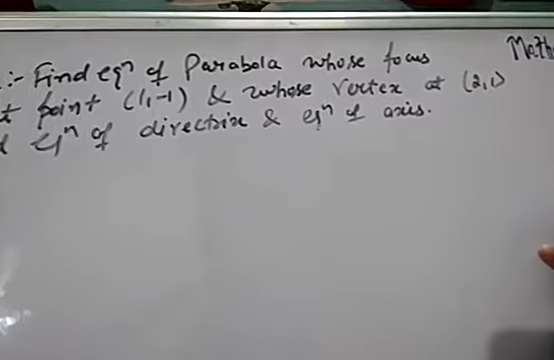 :- Find eqn of Parabola whose focus
point (1,-1) & whose vertex at (2,1)
eqn of directrix & eqn of axis.